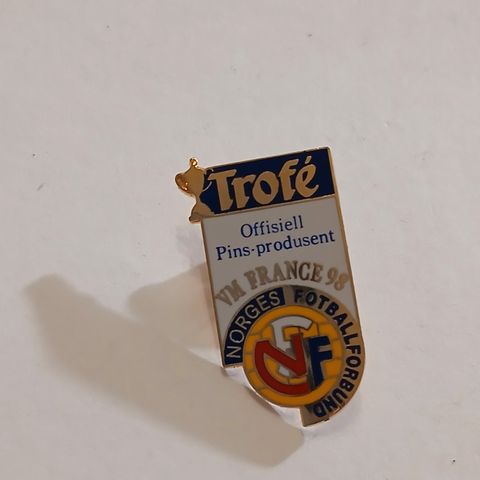 Trofé
Offisiell
Pins-produsent
VM FRANCE 98
NORGES FOTBALLFORBUND
NFF